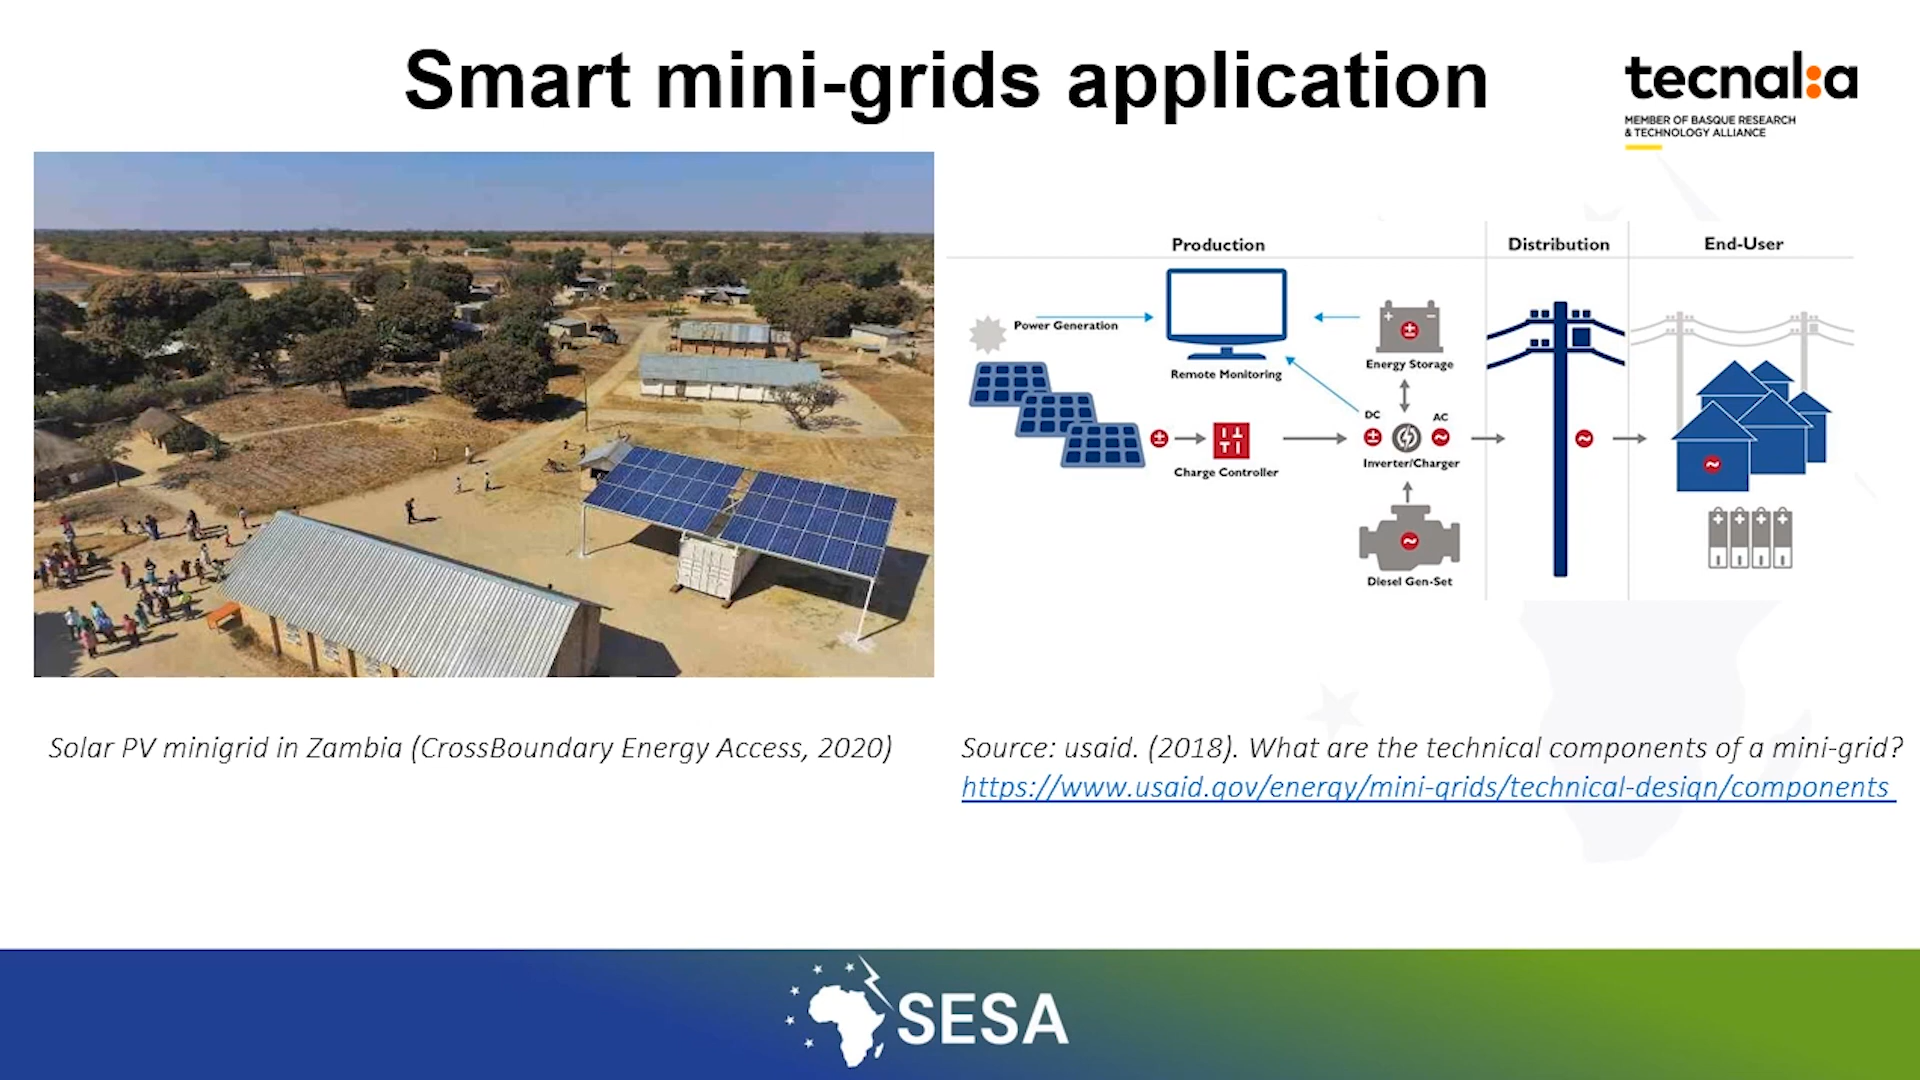 Smart mini-grids application
tecnalia
MEMBER OF BASQUE RESEARCH
& TECHNOLOGY ALLIANCE
Production
Distribution
End-User
Power Generation
Remote Monitoring
Energy Storage
DC
AC
Charge Controller
Inverter/Charger
Diesel Gen-Set
Solar PV minigrid in Zambia (CrossBoundary Energy Access, 2020)
Source: usaid. (2018). What are the technical components of a mini-grid?
https://www.usaid.gov/energy/mini-grids/technical-design/components
SESA